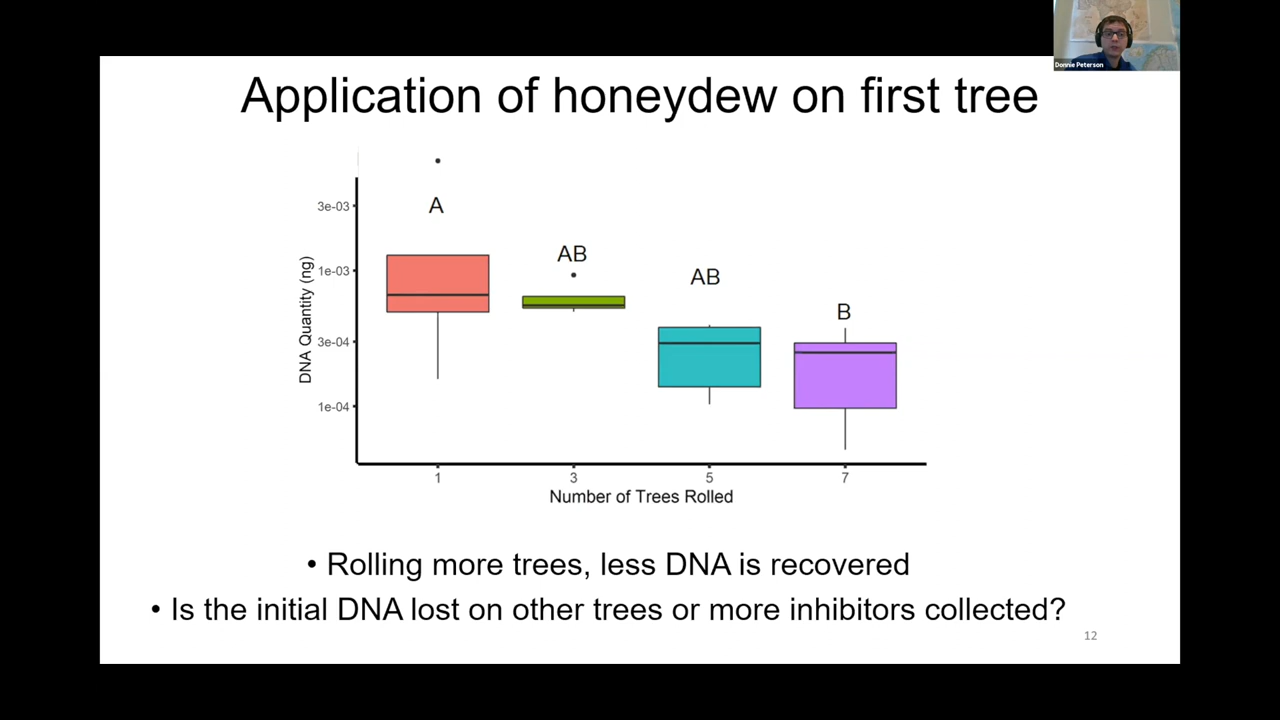 Donnie Peterson
Application of honeydew on first tree
A
AB
AB
B
3e-03
1e-03
3e-04
1e-04
DNA Quantity (ng)
1
3
5
7
Number of Trees Rolled
• Rolling more trees, less DNA is recovered
• Is the initial DNA lost on other trees or more inhibitors collected?
12